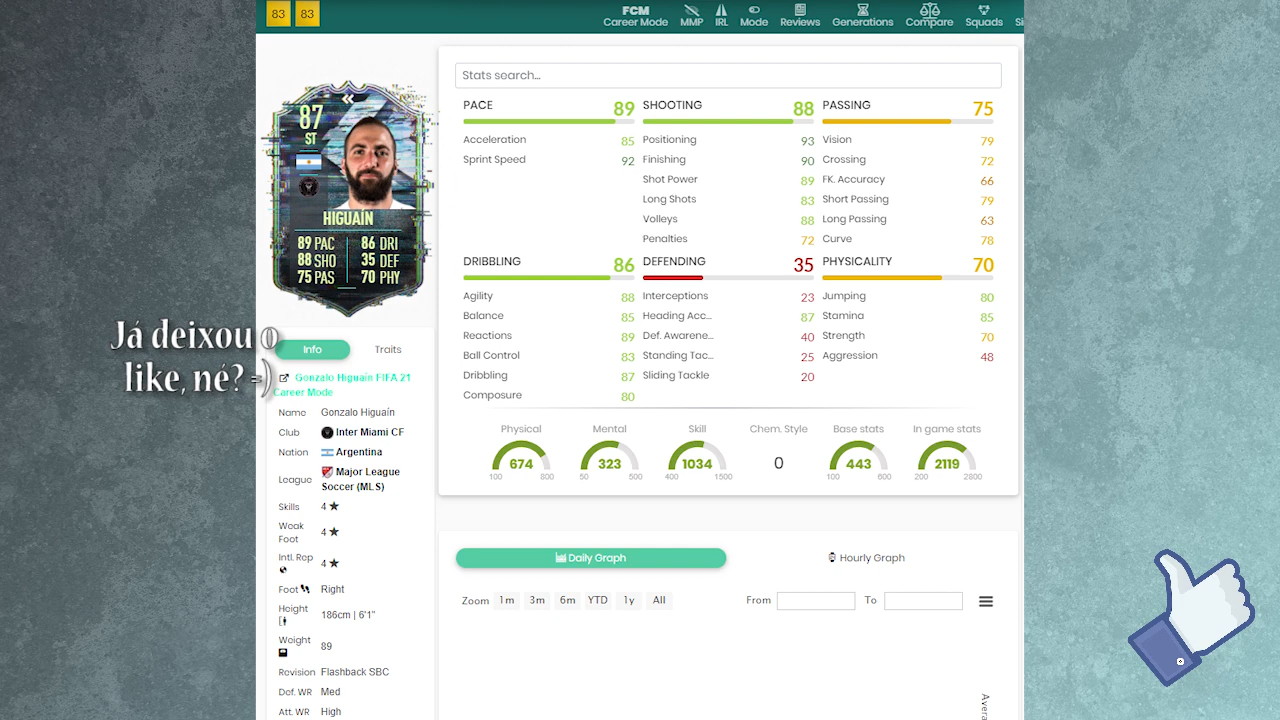 83 83
FCM
Career Mode
MMP
IRL
Mode
Reviews
Generations
Compare
Squads
87
ST
HIGUAÍN
89 PAC 86 DRI
88 SHO 35 DEF
75 PAS 70 PHY
Já deixou o
like, né? =)
Info Traits
Gonzalo Higuaín FIFA 21
Career Mode
Name Gonzalo Higuaín
Club Inter Miami CF
Nation Argentina
League Major League
Soccer (MLS)
Skills 4
Weak
Foot 4
Intl. Rep 4
Foot Right
Height 186cm | 6'1"
Weight 89
Revision Flashback SBC
Def. WR Med
Att. WR High
Stats search...
PACE 89
Acceleration 85
Sprint Speed 92
SHOOTING 88
Positioning 93
Finishing 90
Shot Power 89
Long Shots 83
Volleys 88
Penalties 72
PASSING 75
Vision 79
Crossing 72
FK. Accuracy 66
Short Passing 79
Long Passing 63
Curve 78
DRIBBLING 86
Agility 88
Balance 85
Reactions 89
Ball Control 83
Dribbling 87
Composure 80
DEFENDING 35
Interceptions 23
Heading Acc... 87
Def. Awarene... 40
Standing Tac... 25
Sliding Tackle 20
PHYSICALITY 70
Jumping 80
Stamina 85
Strength 70
Aggression 48
Physical Mental Skill Chem. Style Base stats In game stats
674 323 1034 0 443 2119
100 800 50 500 400 1500 100 600 200 2800
Daily Graph Hourly Graph
Zoom 1m 3m 6m YTD 1y All From To